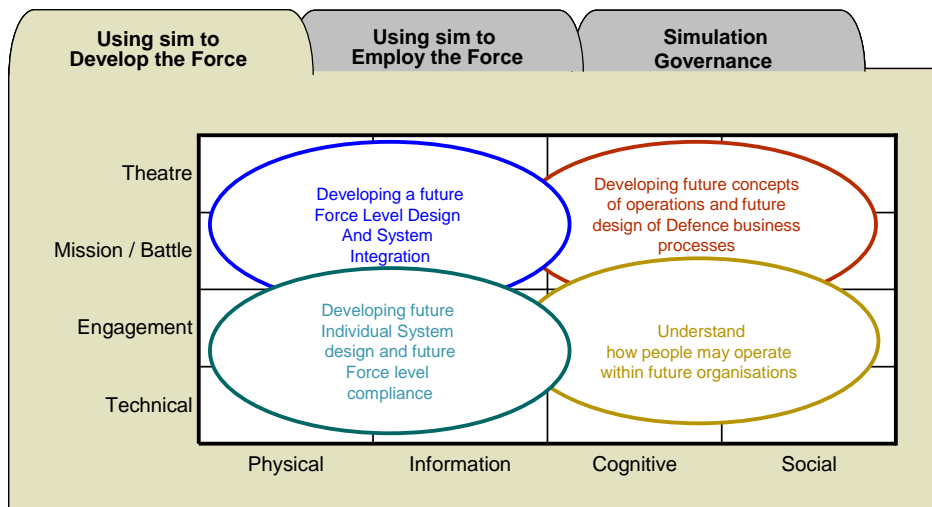 Using sim to
Develop the Force
Using sim to
Employ the Force
Simulation
Governance
Theatre
Mission / Battle
Engagement
Technical
Developing a future
Force Level Design
And System
Integration
Developing future concepts
of operations and future
design of Defence business
processes
Developing future
Individual System
design and future
Force level
compliance
Understand
how people may operate
within future organisations
Physical
Information
Cognitive
Social